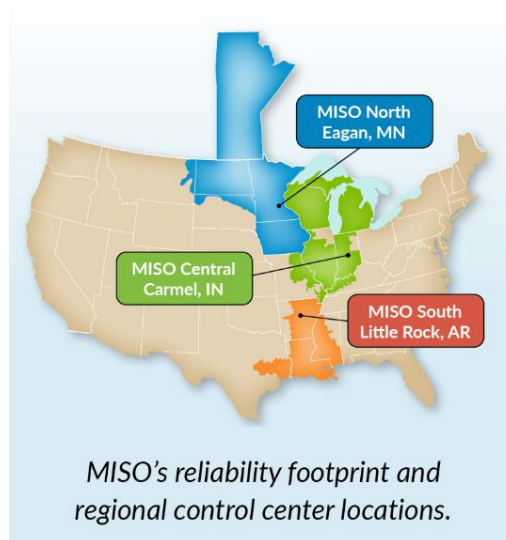 MISO North
Eagan, MN
MISO Central
Carmel, IN
MISO South
Little Rock, AR
MISO’s reliability footprint and
regional control center locations.